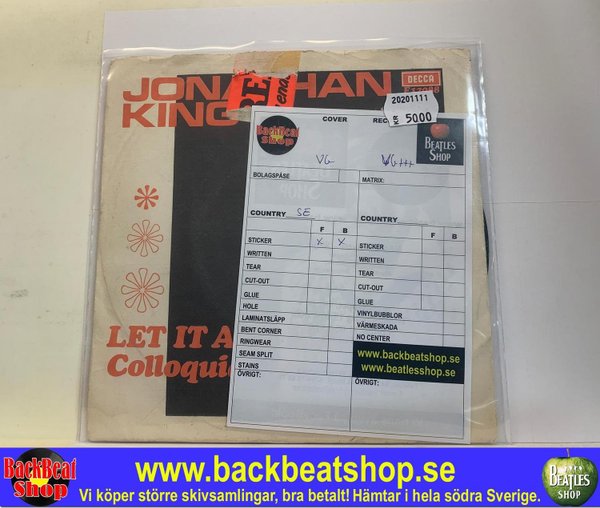 JONATHAN
KING
DECCA
20201111
KR 5000
BackBeat
Shop
COVER
RECORD
BEATLES
SHOP
VG
VG+++
BOLAGSPÅSE
MATRIX:
COUNTRY SE
COUNTRY
F B
F B
STICKER X X
STICKER
WRITTEN
WRITTEN
TEAR
TEAR
CUT-OUT
CUT-OUT
GLUE
GLUE
HOLE
VINYLBUBBLOR
LAMINATSLÄPP
VÄRMESKADA
BENT CORNER
NO CENTER
RINGWEAR
SEAM SPLIT
STAINS
ÖVRIGT:
www.backbeatshop.se
www.beatlesshop.se
ÖVRIGT:
LET IT A
Colloqui
BackBeat
Shop
www.backbeatshop.se
Vi köper större skivsamlingar, bra betalt! Hämtar i hela södra Sverige.
BEATLES
SHOP